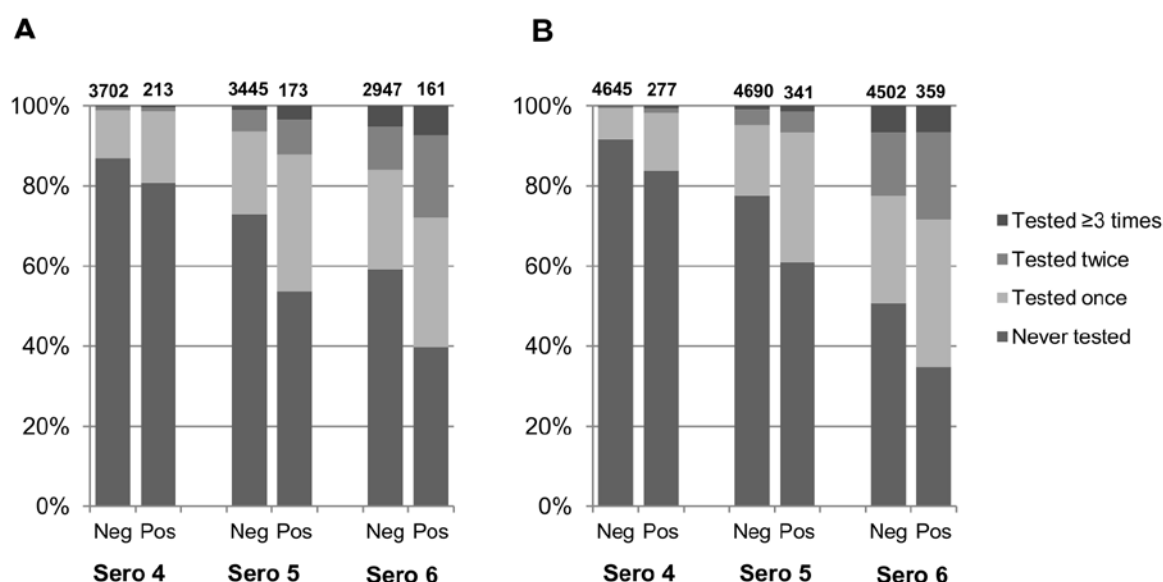 A
B
3702 213 3445 173 2947 161
4645 277 4690 341 4502 359
100%
80%
60%
40%
20%
0%
100%
80%
60%
40%
20%
0%
Tested ≥3 times
Tested twice
Tested once
Never tested
Neg Pos Neg Pos Neg Pos
Sero 4 Sero 5 Sero 6
Neg Pos Neg Pos Neg Pos
Sero 4 Sero 5 Sero 6